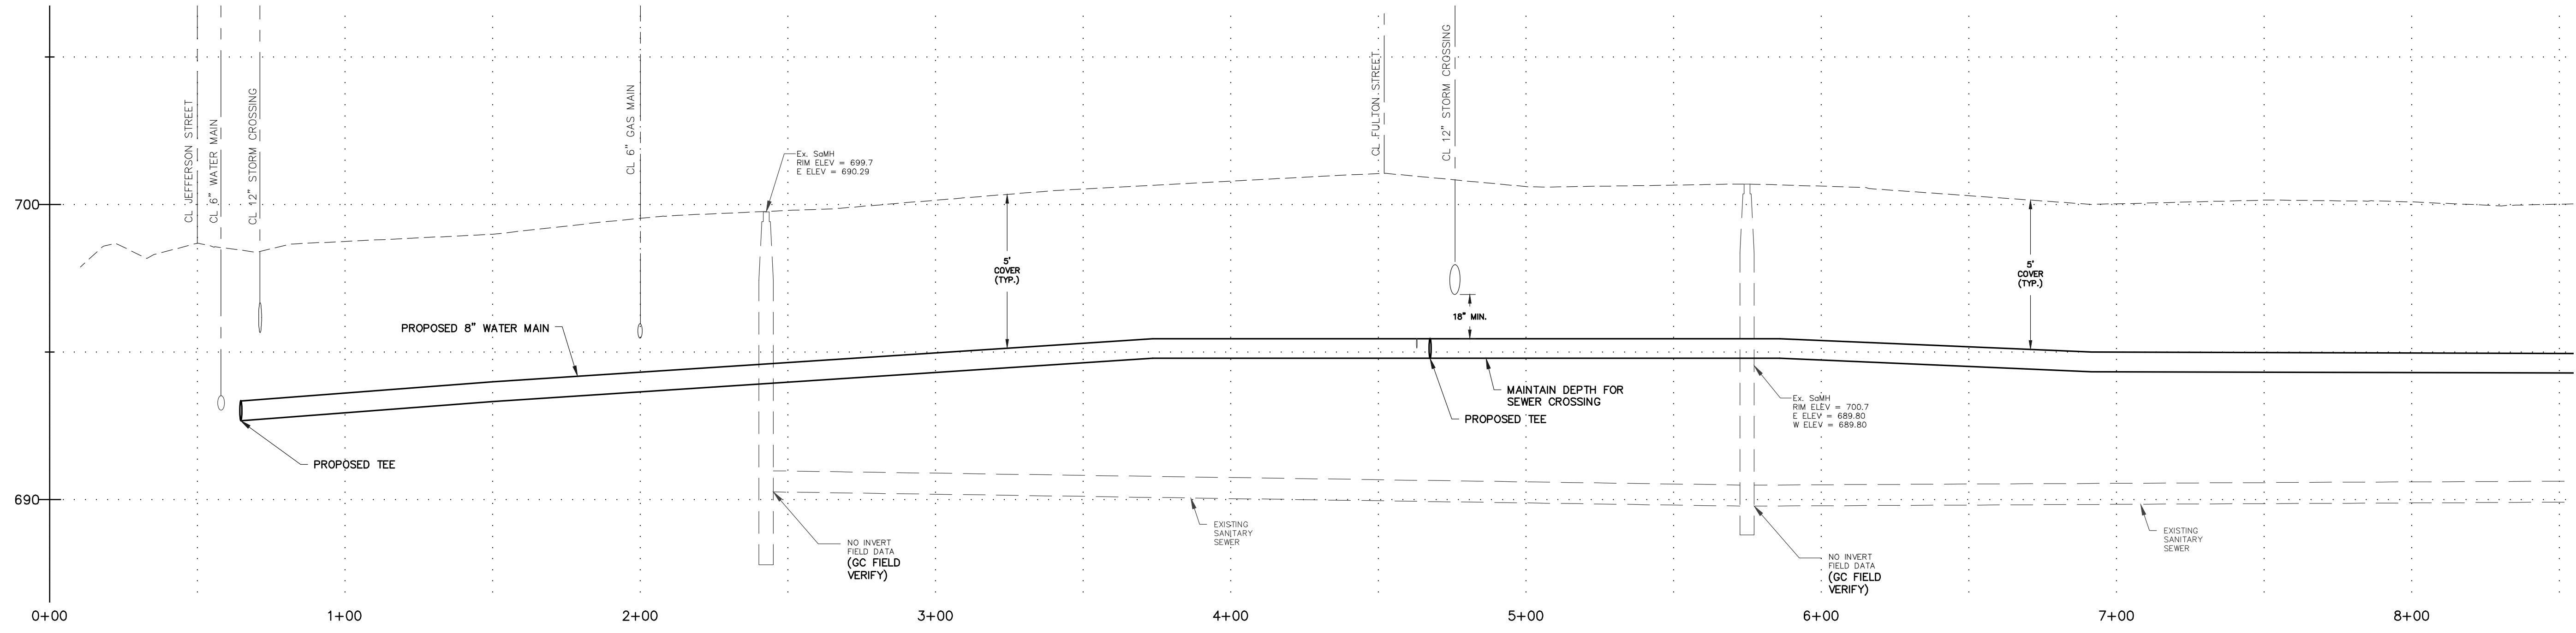 CL JEFFERSON STREET
CL 6" WATER MAIN
CL 12" STORM CROSSING
CL 6" GAS MAIN
CL FULTON STREET
CL 12" STORM CROSSING
Ex. SaMH
RIM ELEV = 699.7
E ELEV = 690.29
700
5'
COVER
(TYP.)
5'
COVER
(TYP.)
18" MIN.
PROPOSED 8" WATER MAIN
MAINTAIN DEPTH FOR
SEWER CROSSING
PROPOSED TEE
Ex. SaMH
RIM ELEV = 700.7
E ELEV = 689.80
W ELEV = 689.80
PROPOSED TEE
690
NO INVERT
FIELD DATA
(GC FIELD
VERIFY)
EXISTING
SANITARY
SEWER
NO INVERT
FIELD DATA
(GC FIELD
VERIFY)
EXISTING
SANITARY
SEWER
0+00
1+00
2+00
3+00
4+00
5+00
6+00
7+00
8+00